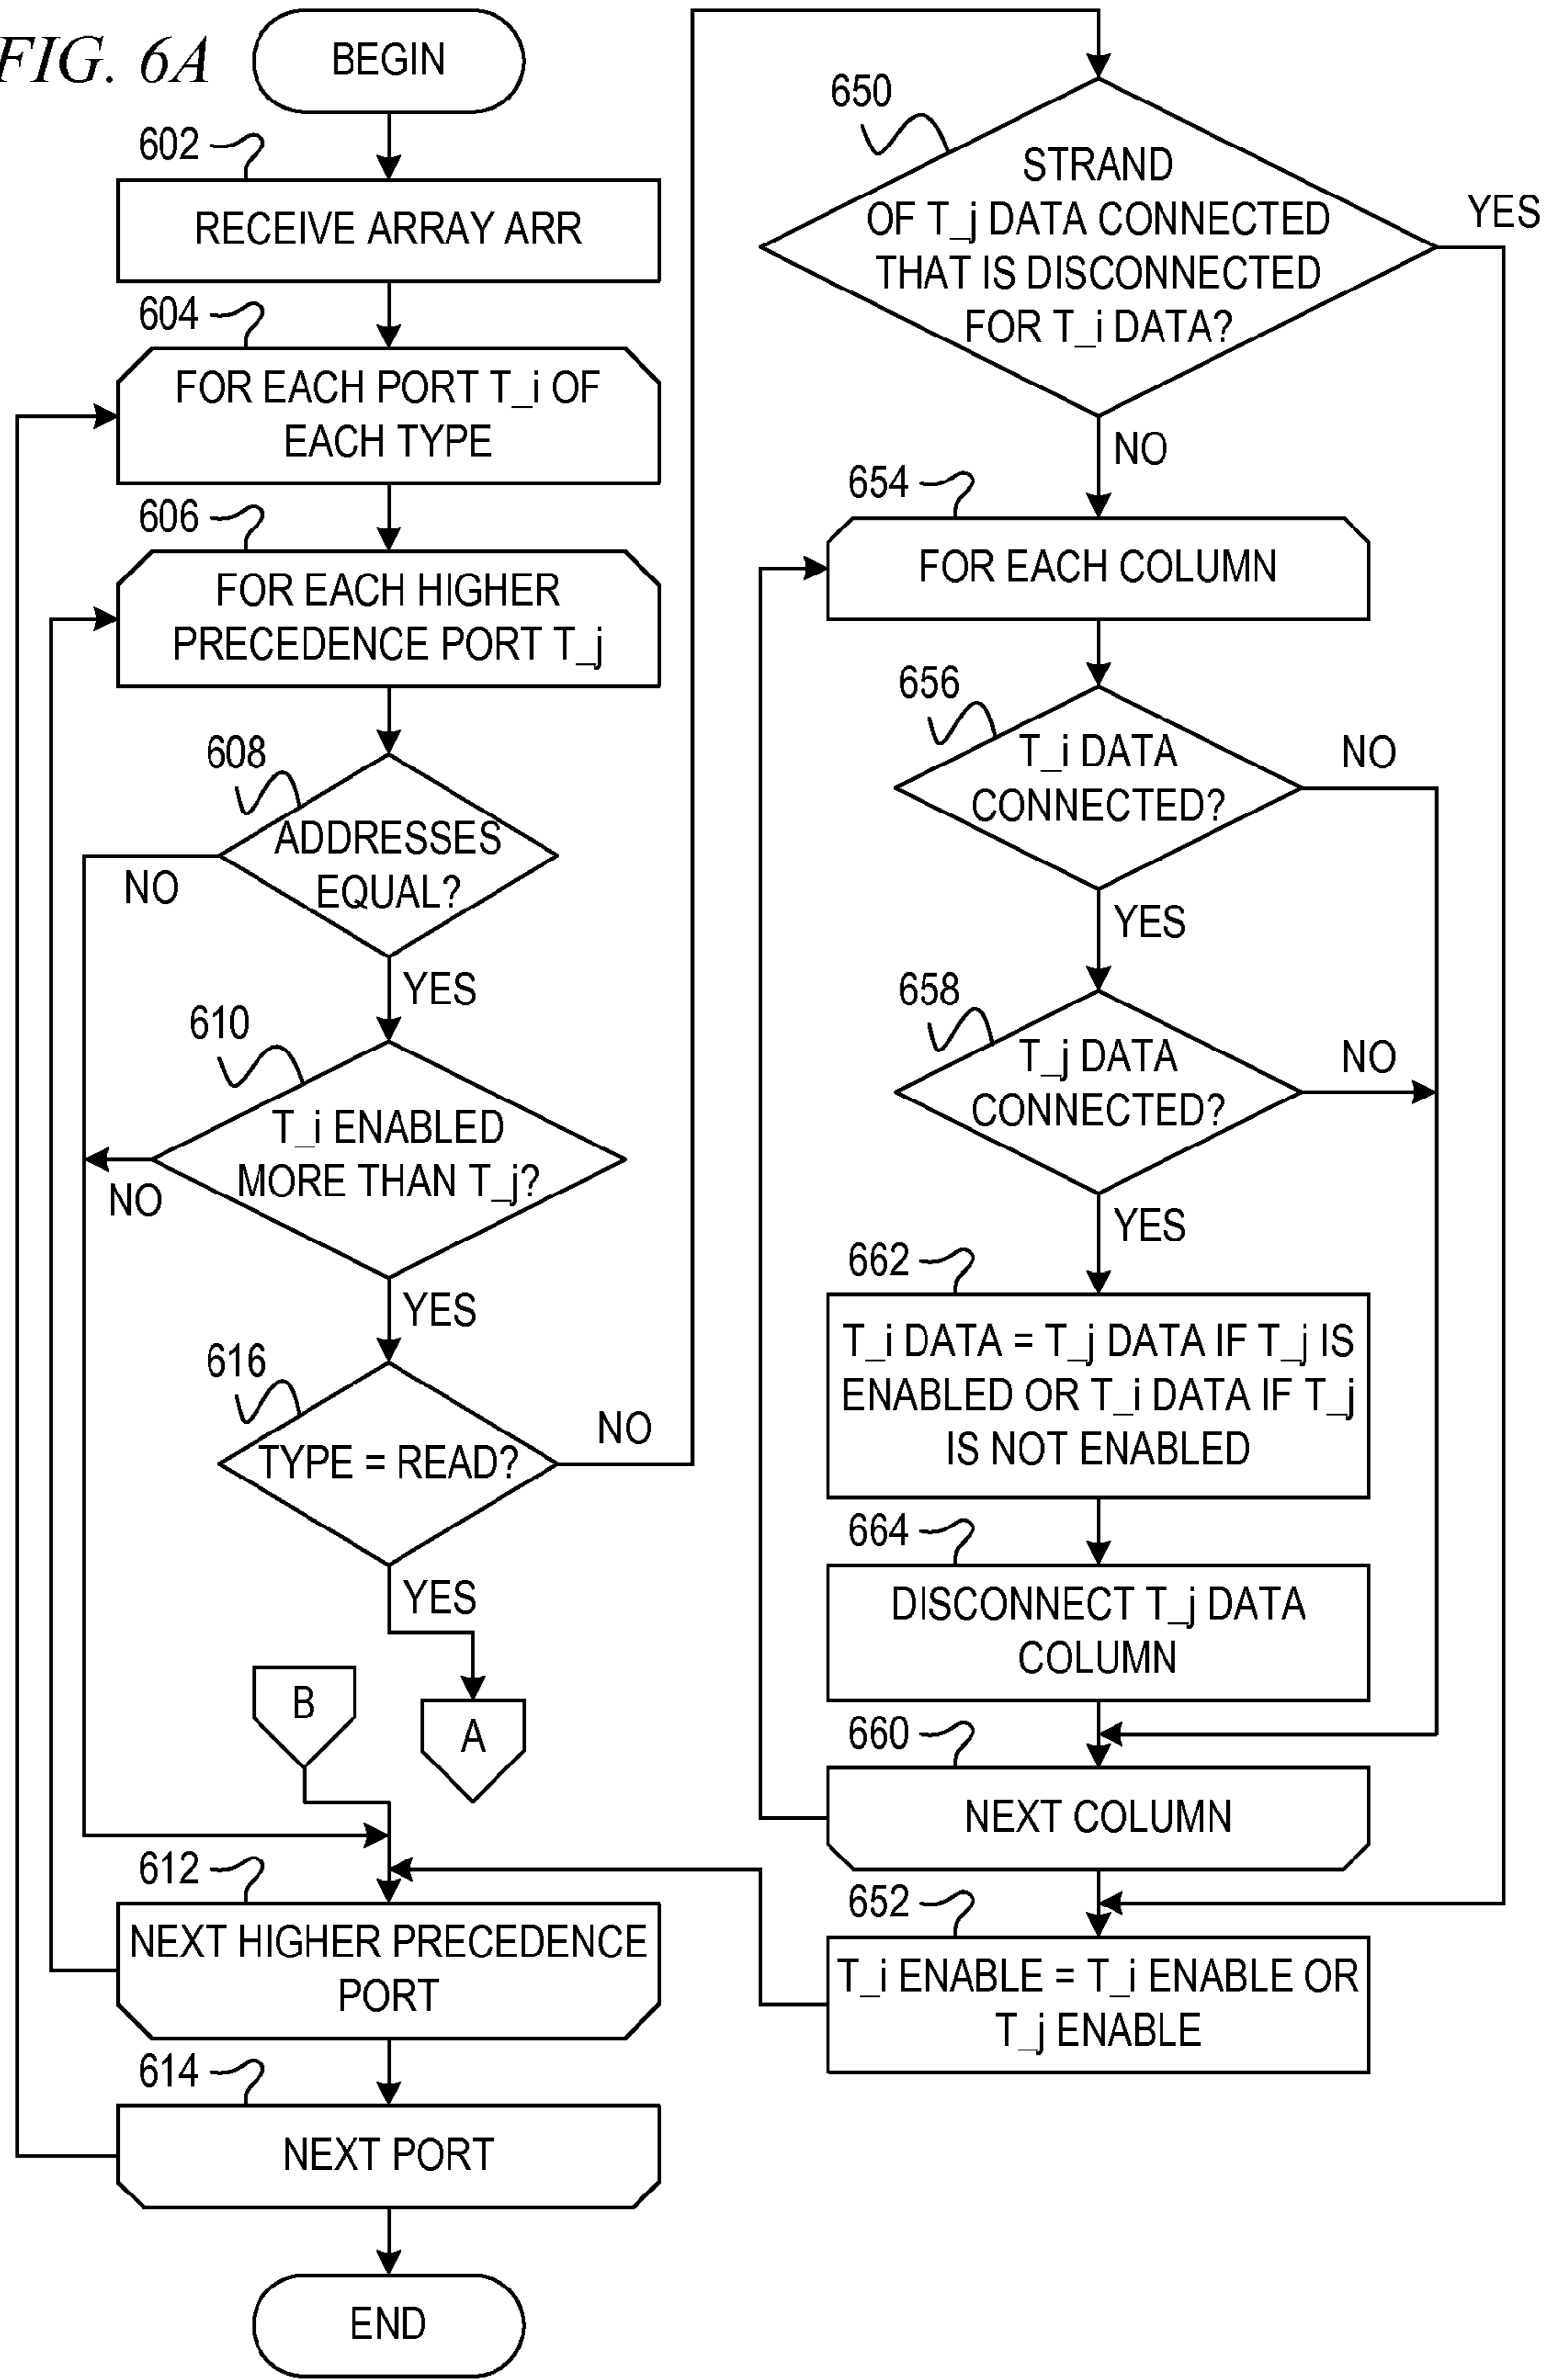 FIG. 6A
BEGIN
602
RECEIVE ARRAY ARR
604
FOR EACH PORT T_i OF
EACH TYPE
606
FOR EACH HIGHER
PRECEDENCE PORT T_j
608
ADDRESSES
EQUAL?
NO
YES
610
T_i ENABLED
MORE THAN T_j?
NO
YES
616
TYPE = READ?
NO
YES
B
A
612
NEXT HIGHER PRECEDENCE
PORT
614
NEXT PORT
END
650
STRAND
OF T_j DATA CONNECTED
THAT IS DISCONNECTED
FOR T_i DATA?
YES
NO
654
FOR EACH COLUMN
656
T_i DATA
CONNECTED?
NO
YES
658
T_j DATA
CONNECTED?
NO
YES
662
T_i DATA = T_j DATA IF T_j IS
ENABLED OR T_i DATA IF T_j
IS NOT ENABLED
664
DISCONNECT T_j DATA
COLUMN
660
NEXT COLUMN
652
T_i ENABLE = T_i ENABLE OR
T_j ENABLE